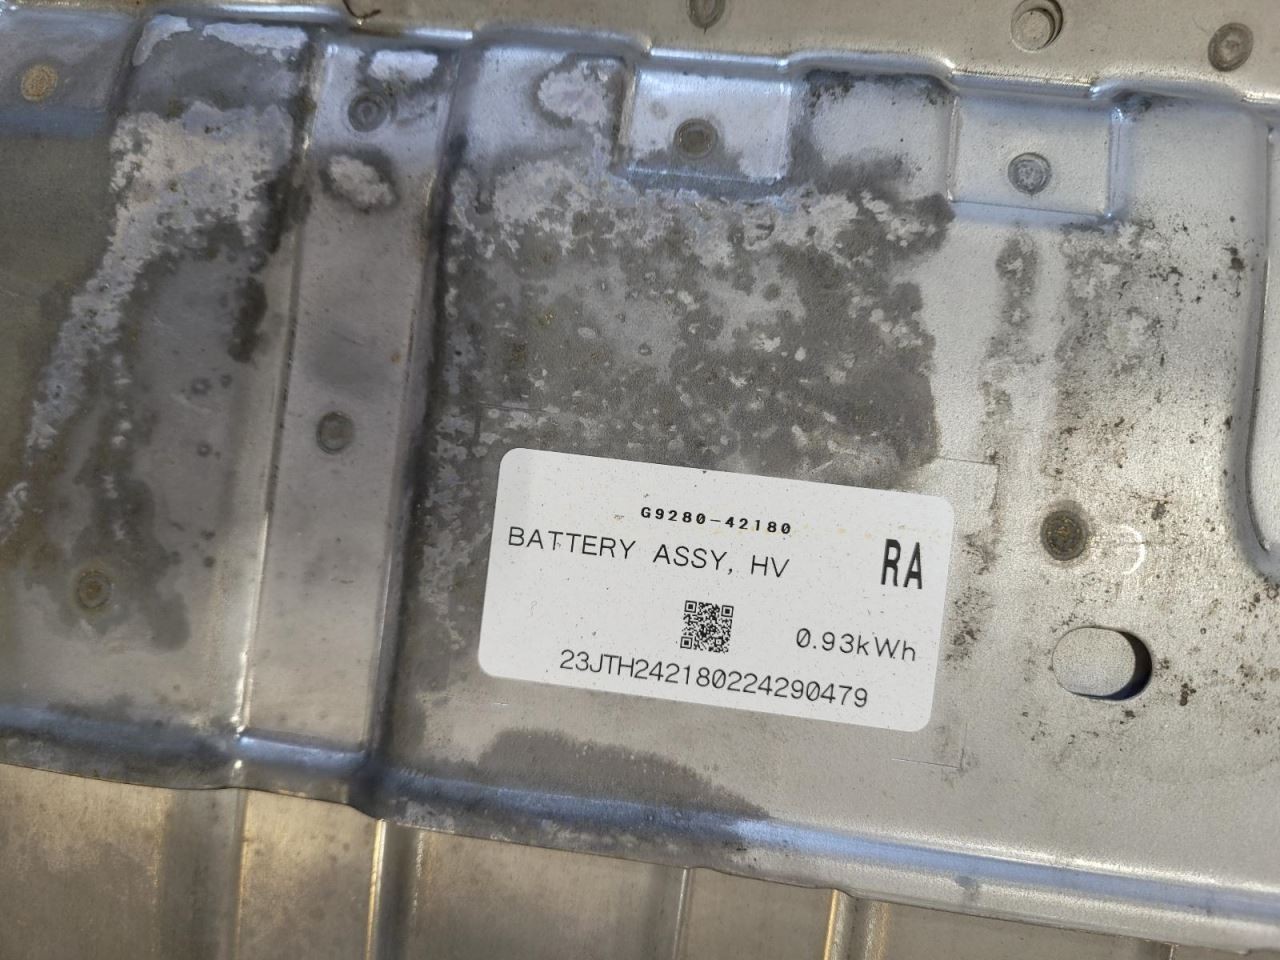 G9280-42180
BATTERY ASSY, HV
RA
0.93kWh
23JTH242180224290479